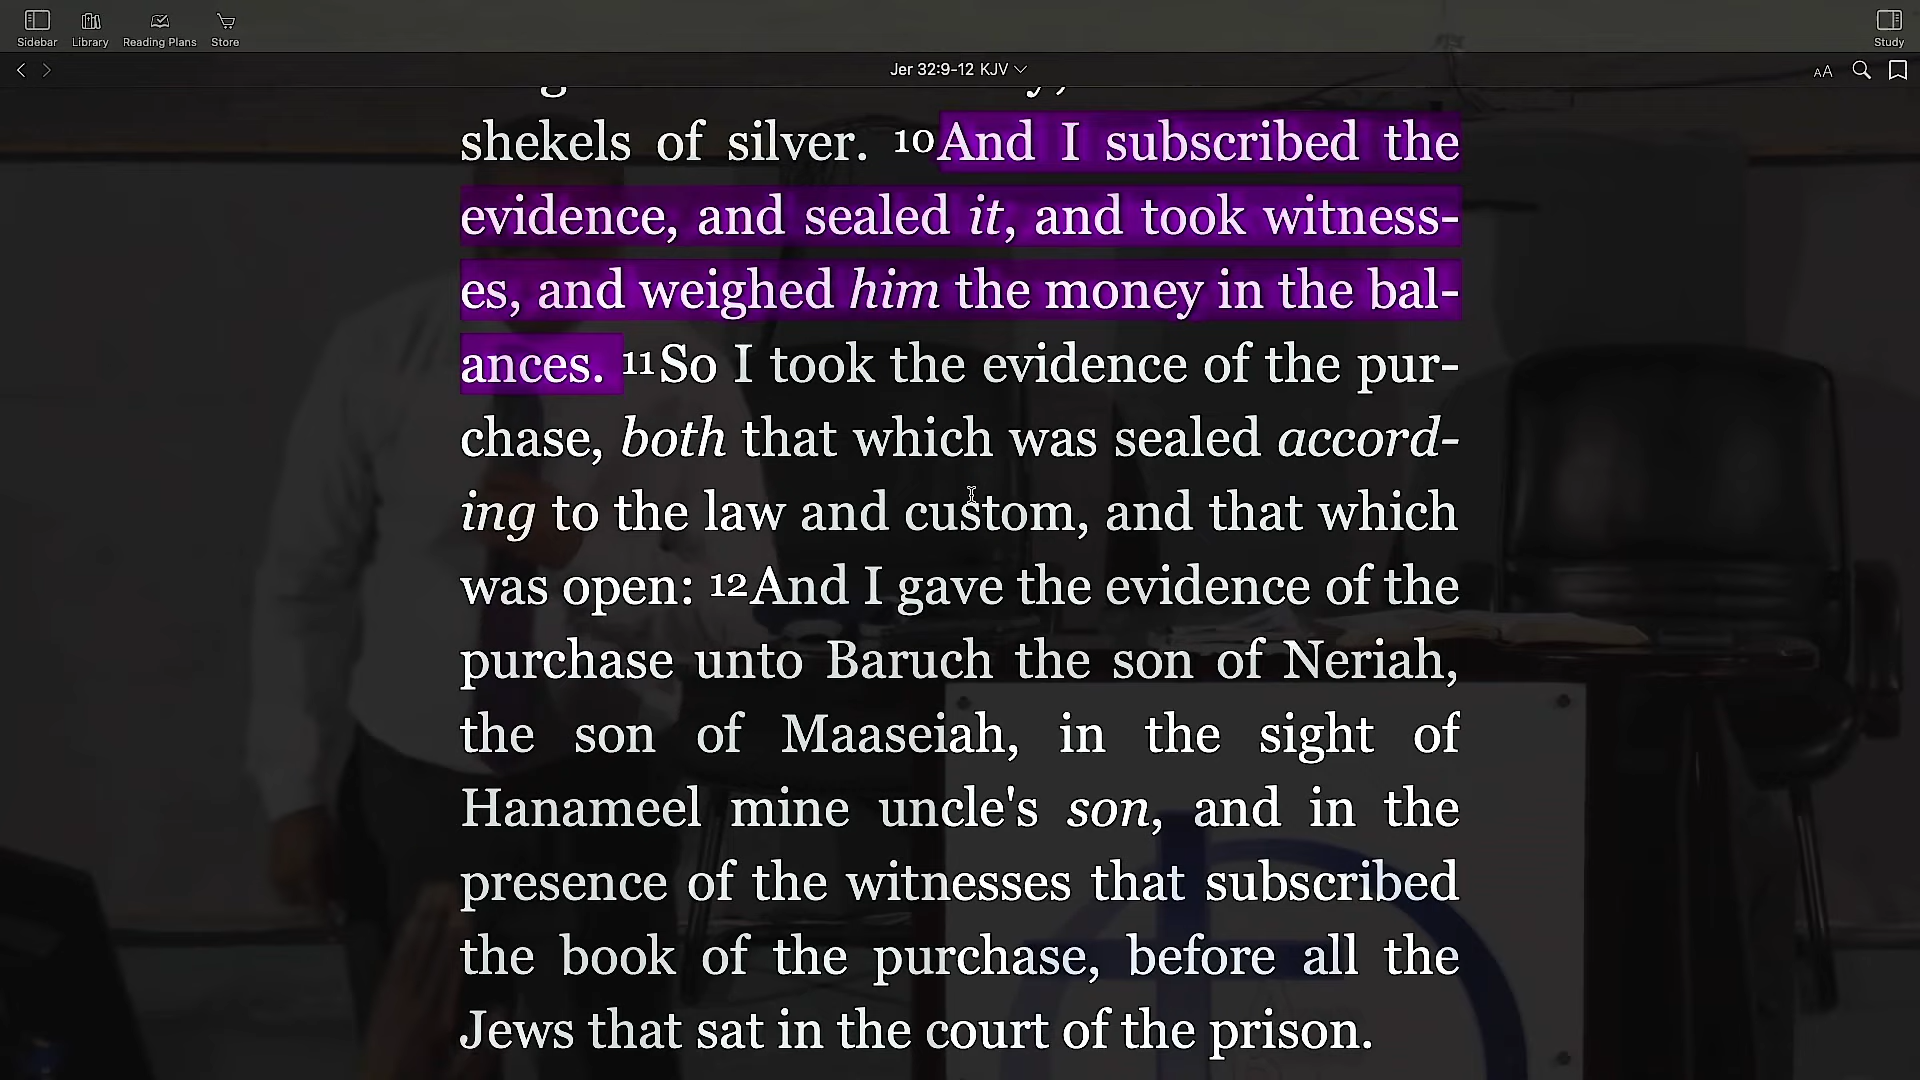 Sidebar Library Reading Plans Store Study
Jer 32:9-12 KJV
AA
shekels of silver. 10And I subscribed the
evidence, and sealed it, and took witness-
es, and weighed him the money in the bal-
ances. 11So I took the evidence of the pur-
chase, both that which was sealed accord-
ing to the law and custom, and that which
was open: 12And I gave the evidence of the
purchase unto Baruch the son of Neriah,
the son of Maaseiah, in the sight of
Hanameel mine uncle's son, and in the
presence of the witnesses that subscribed
the book of the purchase, before all the
Jews that sat in the court of the prison.